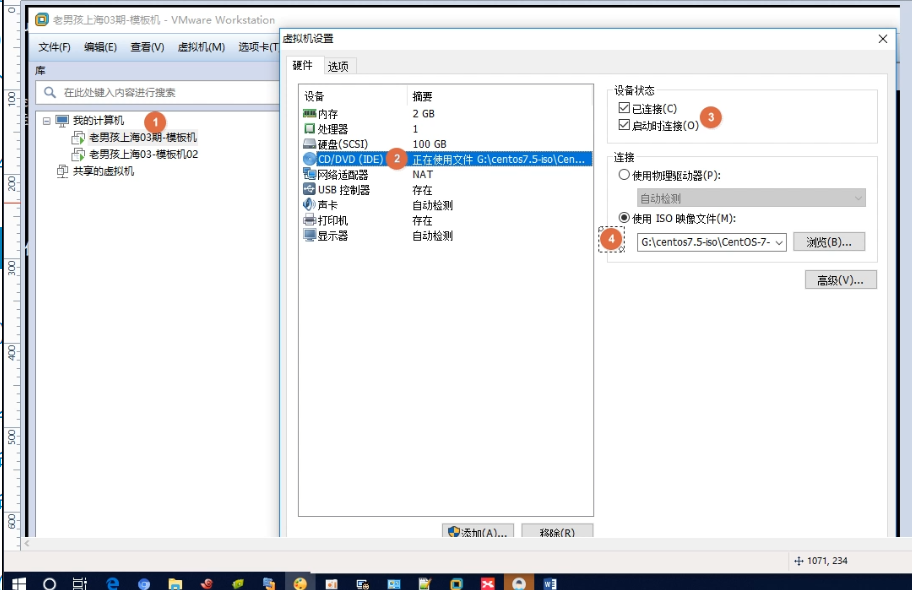 老男孩上海03期-模板机 - VMware Workstation
文件(F) 编辑(E) 查看(V) 虚拟机(M) 选项卡(T
库
在此处键入内容进行搜索
我的计算机
1
老男孩上海03期-模板机
老男孩上海03-模板机02
共享的虚拟机
虚拟机设置
硬件 选项
设备 摘要
内存 2 GB
处理器 1
硬盘(SCSI) 100 GB
CD/DVD (IDE) 2 正在使用文件 G:\centos7.5-iso\Cen...
网络适配器 NAT
USB 控制器 存在
声卡 自动检测
打印机 存在
显示器 自动检测
添加(A)... 移除(R)
设备状态
已连接(C)
启动时连接(O)
3
连接
使用物理驱动器(P):
自动检测
使用 ISO 映像文件(M):
4
G:\centos7.5-iso\CentOS-7- 浏览(B)...
高级(V)...
0
100
200
300
400
500
600
1071, 234